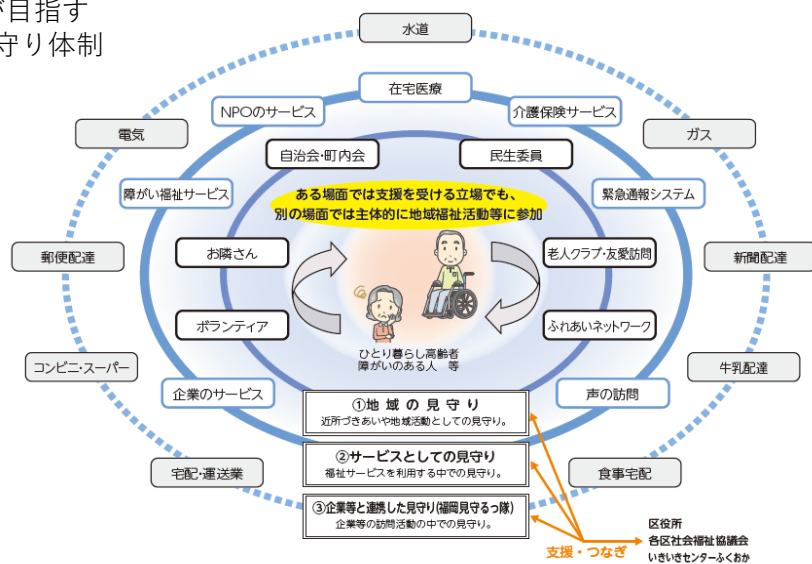 が目指す
守り体制
水道
在宅医療
NPOのサービス
介護保険サービス
電気
ガス
自治会・町内会
民生委員
障がい福祉サービス
緊急通報システム
ある場面では支援を受ける立場でも、
別の場面では主体的に地域福祉活動等に参加
郵便配達
お隣さん
老人クラブ・友愛訪問
新聞配達
ボランティア
ふれあいネットワーク
ひとり暮らし高齢者
障がいのある人 等
コンビニ・スーパー
牛乳配達
企業のサービス
声の訪問
①地域の見守り
近所づきあいや地域活動としての見守り。
②サービスとしての見守り
福祉サービスを利用する中での見守り。
宅配・運送業
食事宅配
③企業等と連携した見守り(福岡見守るっ隊)
企業等の訪問活動の中での見守り。
支援・つなぎ
区役所
各区社会福祉協議会
いきいきセンターふくおか